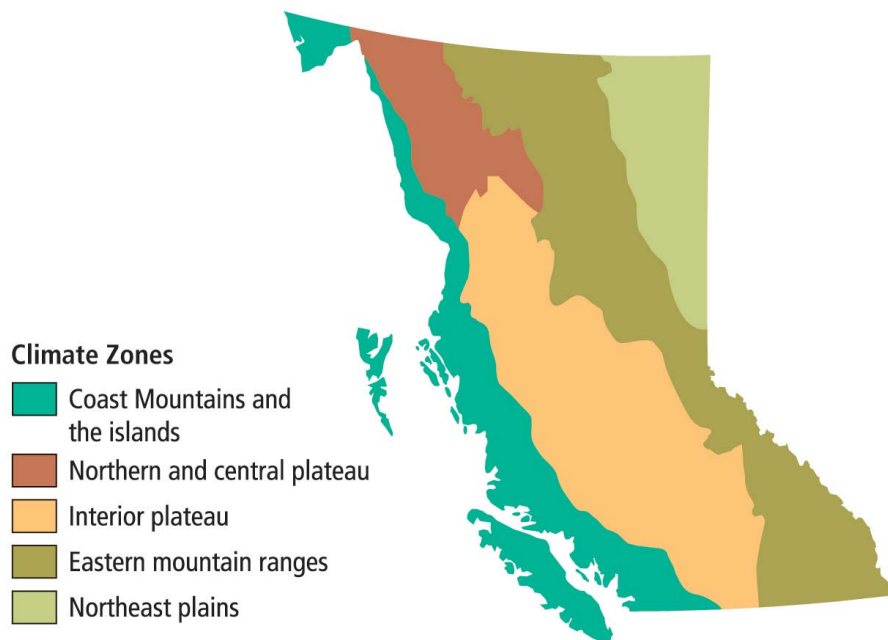 Climate Zones
Coast Mountains and
the islands
Northern and central plateau
Interior plateau
Eastern mountain ranges
Northeast plains